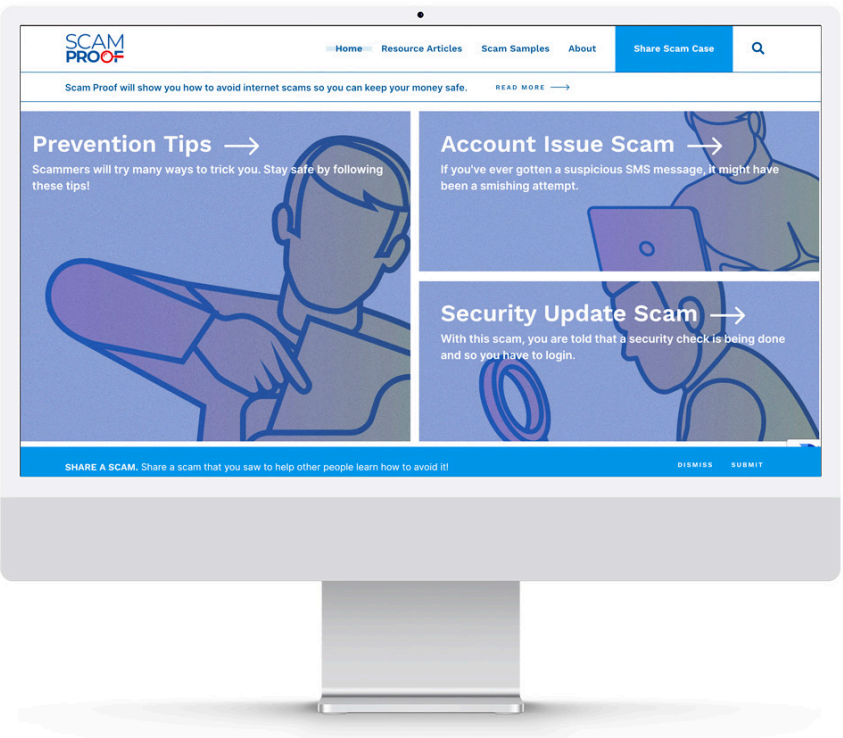 SCAM
PROOF
Home Resource Articles Scam Samples About Share Scam Case
Scam Proof will show you how to avoid internet scams so you can keep your money safe. READ MORE
Prevention Tips
Scammers will try many ways to trick you. Stay safe by following
these tips!
Account Issue Scam
If you've ever gotten a suspicious SMS message, it might have
been a smishing attempt.
Security Update Scam
With this scam, you are told that a security check is being done
and so you have to login.
SHARE A SCAM. Share a scam that you saw to help other people learn how to avoid it! DISMISS SUBMIT